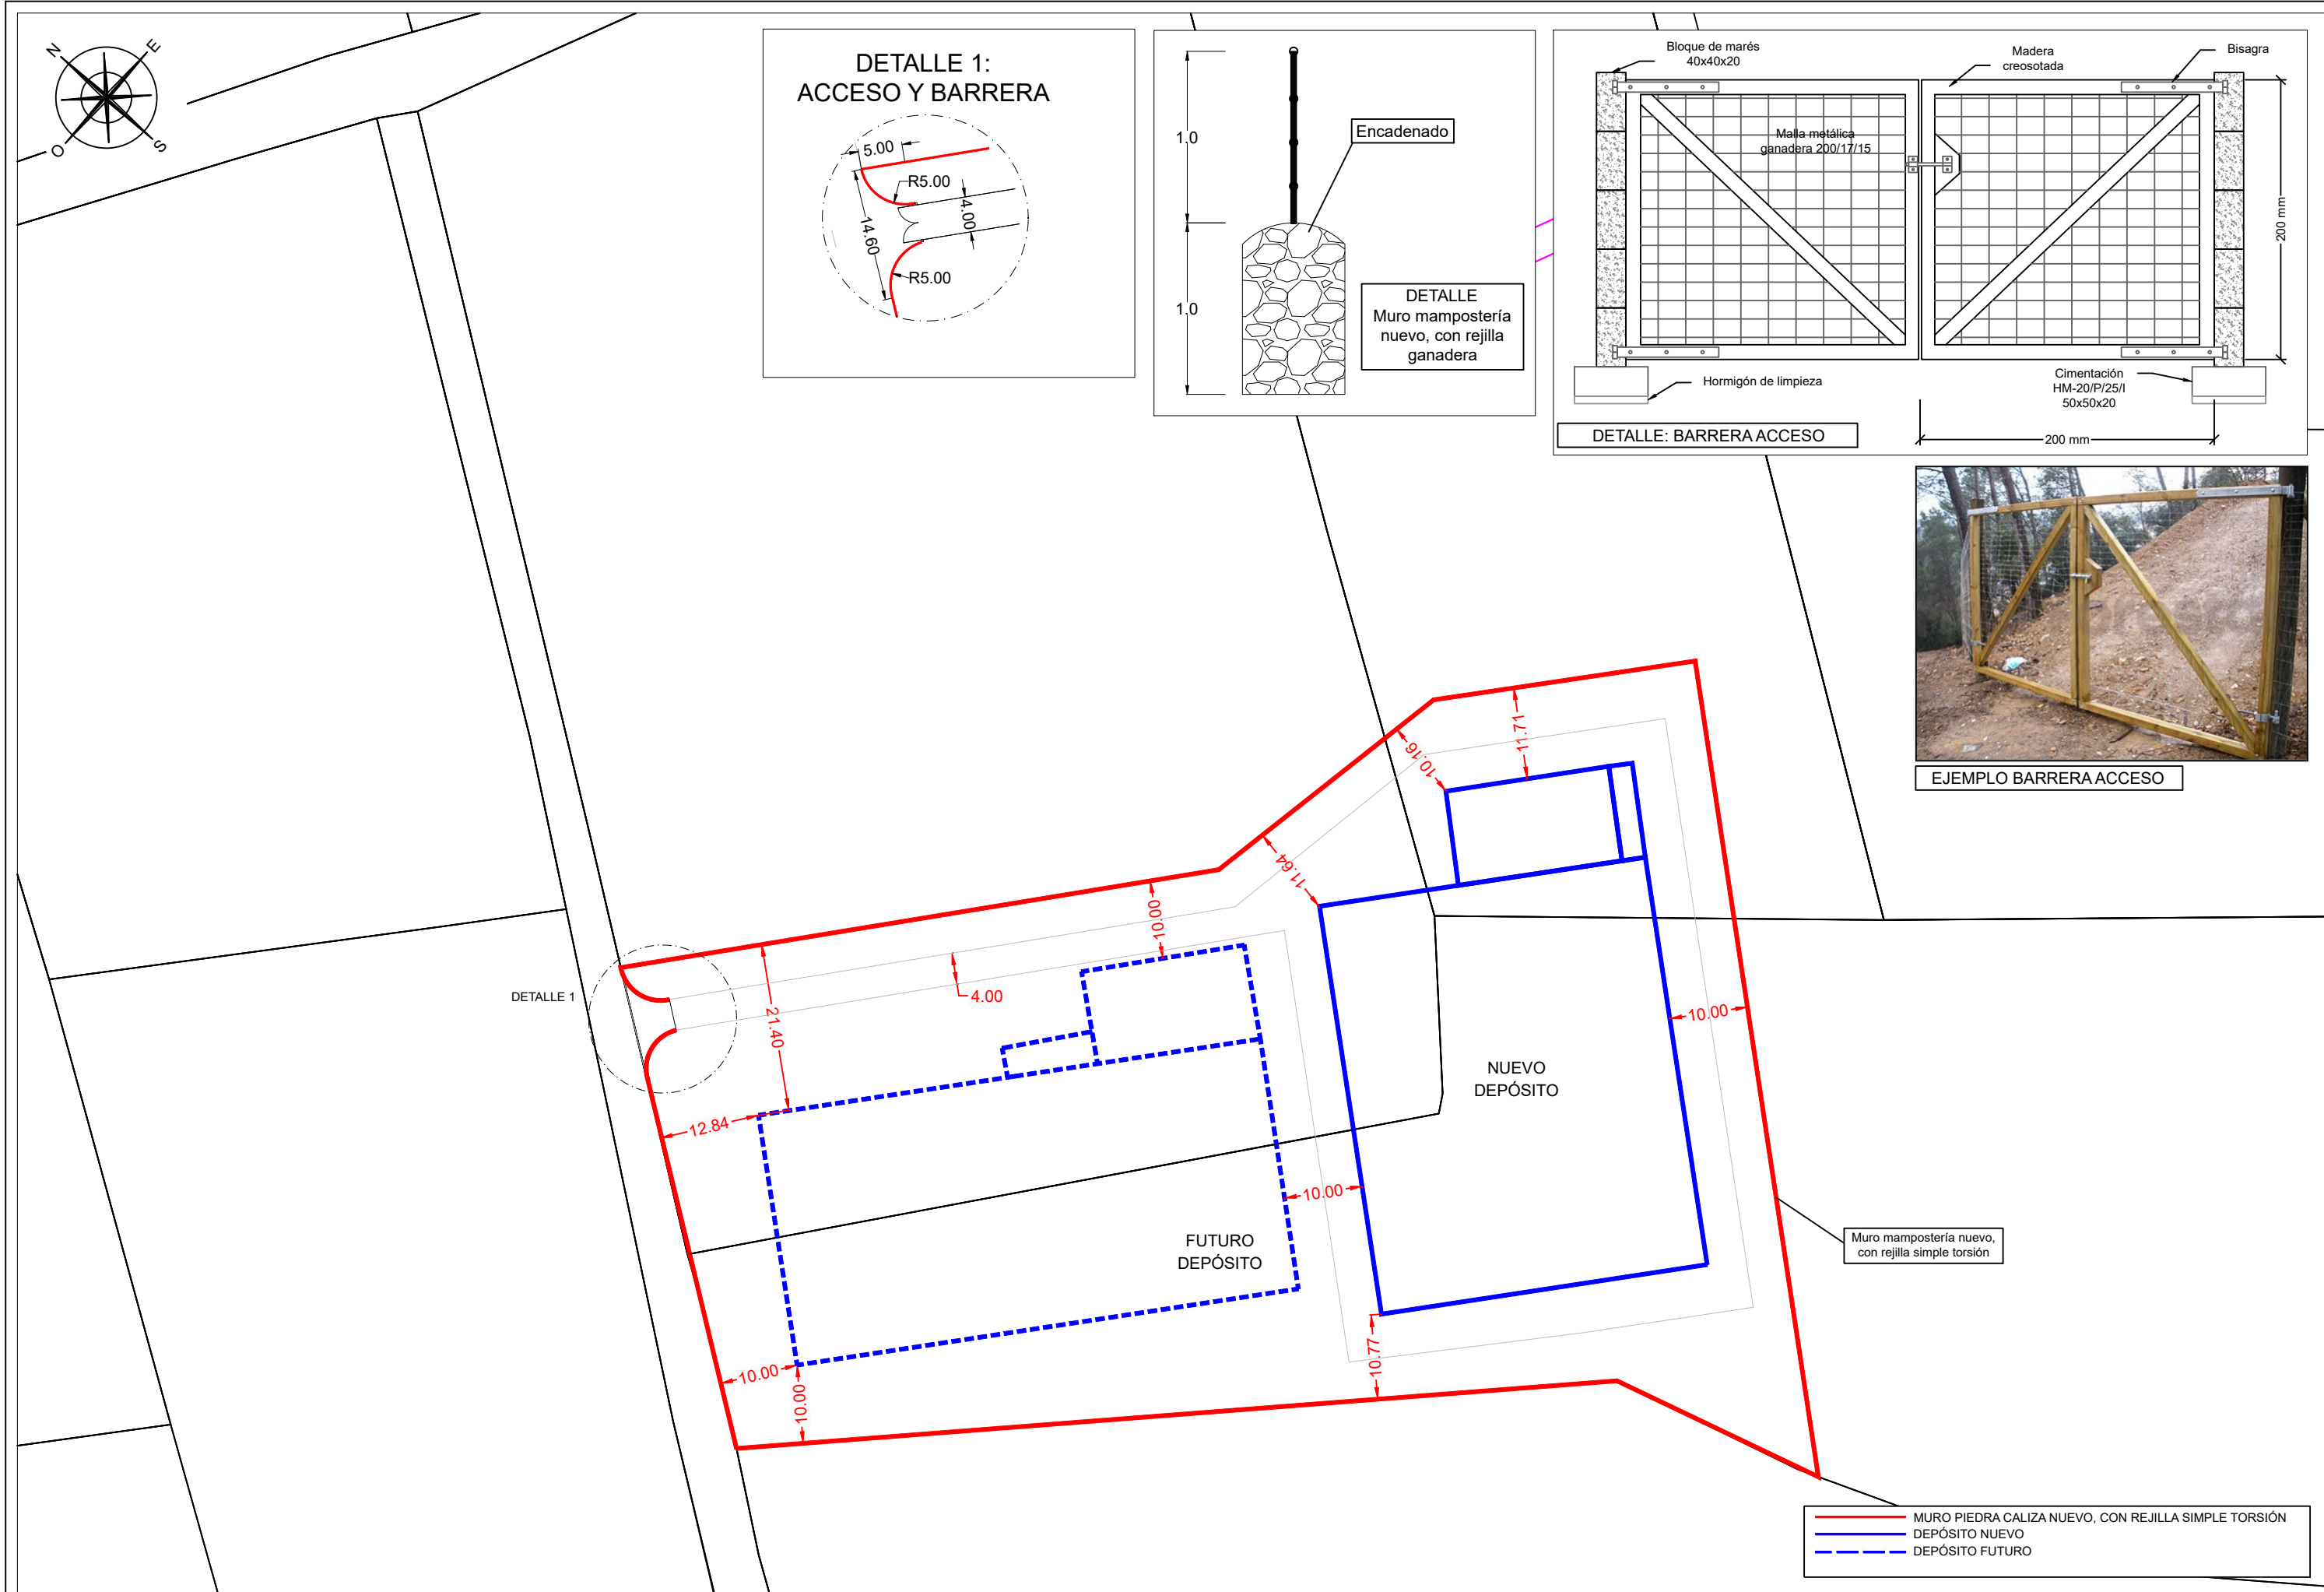 N
E
O
S
DETALLE 1:
ACCESO Y BARRERA
5.00
R5.00
4.00
14.60
R5.00
1.0
1.0
Encadenado
DETALLE
Muro mampostería
nuevo, con rejilla
ganadera
Bloque de marés
40x40x20
Madera
creosotada
Bisagra
Malla metálica
ganadera 200/17/15
200 mm
Hormigón de limpieza
Cimentación
HM-20/P/25/I
50x50x20
200 mm
DETALLE: BARRERA ACCESO
EJEMPLO BARRERA ACCESO
11.71
10.16
11.64
10.00
DETALLE 1
4.00
21.40
10.00
NUEVO
DEPÓSITO
12.84
10.00
FUTURO
DEPÓSITO
Muro mampostería nuevo,
con rejilla simple torsión
10.77
10.00
10.00
MURO PIEDRA CALIZA NUEVO, CON REJILLA SIMPLE TORSIÓN
DEPÓSITO NUEVO
DEPÓSITO FUTURO